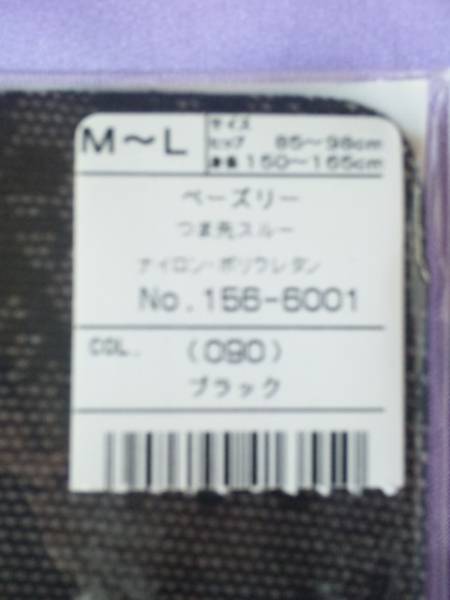 M～L
サイズ
ヒップ 85～98cm
身長 150～165cm
ペーズリー
つま先スルー
ナイロン・ポリウレタン
No.156-6001
COL. (090)
ブラック